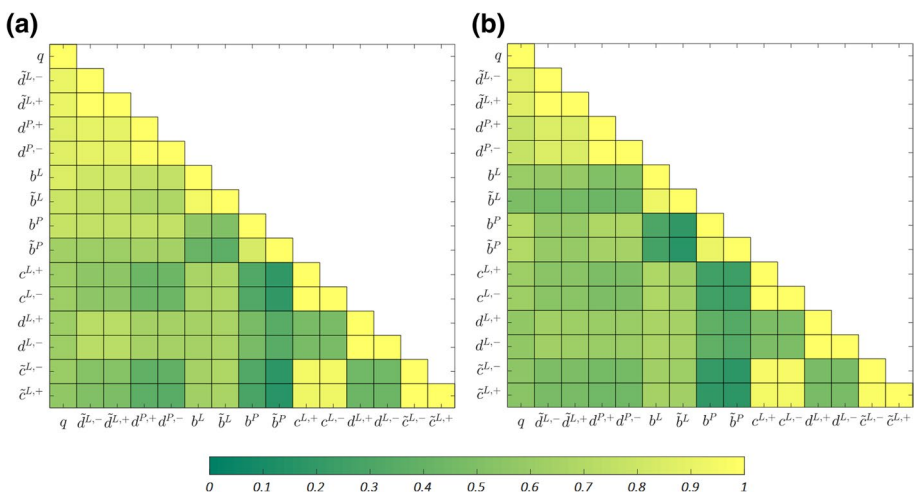 (a)
(b)
q
d̃^{L,−}
d̃^{L,+}
d^{P,+}
d^{P,−}
b^L
b̃^L
b^P
b̃^P
c^{L,+}
c^{L,−}
d^{L,+}
d^{L,−}
c̃^{L,−}
c̃^{L,+}
q d̃^{L,−} d̃^{L,+} d^{P,+} d^{P,−} b^L b̃^L b^P b̃^P c^{L,+} c^{L,−} d^{L,+} d^{L,−} c̃^{L,−} c̃^{L,+}
q
d̃^{L,−}
d̃^{L,+}
d^{P,+}
d^{P,−}
b^L
b̃^L
b^P
b̃^P
c^{L,+}
c^{L,−}
d^{L,+}
d^{L,−}
c̃^{L,−}
c̃^{L,+}
q d̃^{L,−} d̃^{L,+} d^{P,+} d^{P,−} b^L b̃^L b^P b̃^P c^{L,+} c^{L,−} d^{L,+} d^{L,−} c̃^{L,−} c̃^{L,+}
0 0.1 0.2 0.3 0.4 0.5 0.6 0.7 0.8 0.9 1